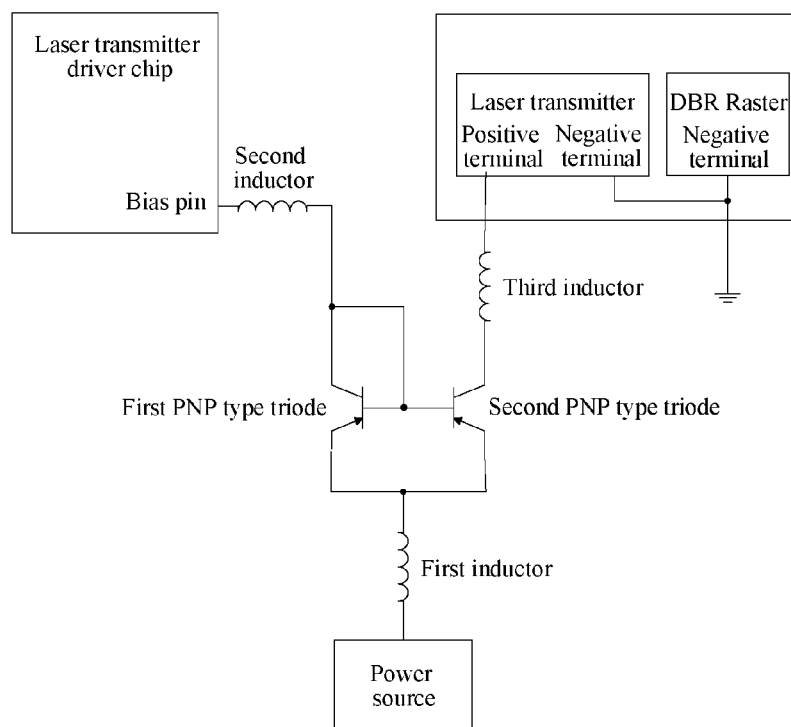 Laser transmitter
driver chip
Bias pin
Second
inductor
Laser transmitter
Positive
terminal
Negative
terminal
DBR Raster
Negative
terminal
Third inductor
First PNP type triode
Second PNP type triode
First inductor
Power
source